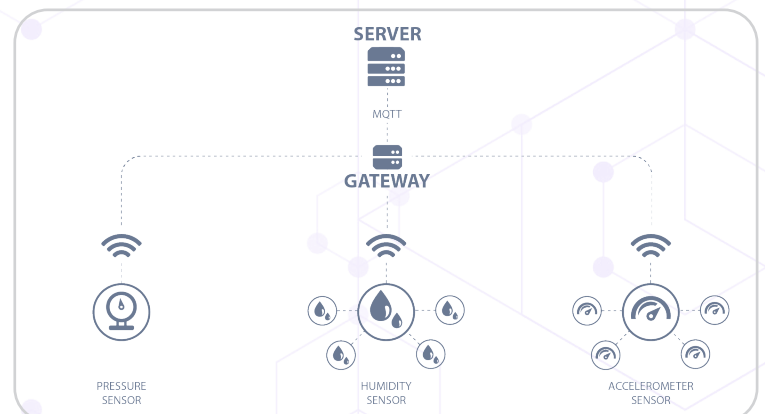 SERVER
MQTT
GATEWAY
PRESSURE
SENSOR
HUMIDITY
SENSOR
ACCELEROMETER
SENSOR